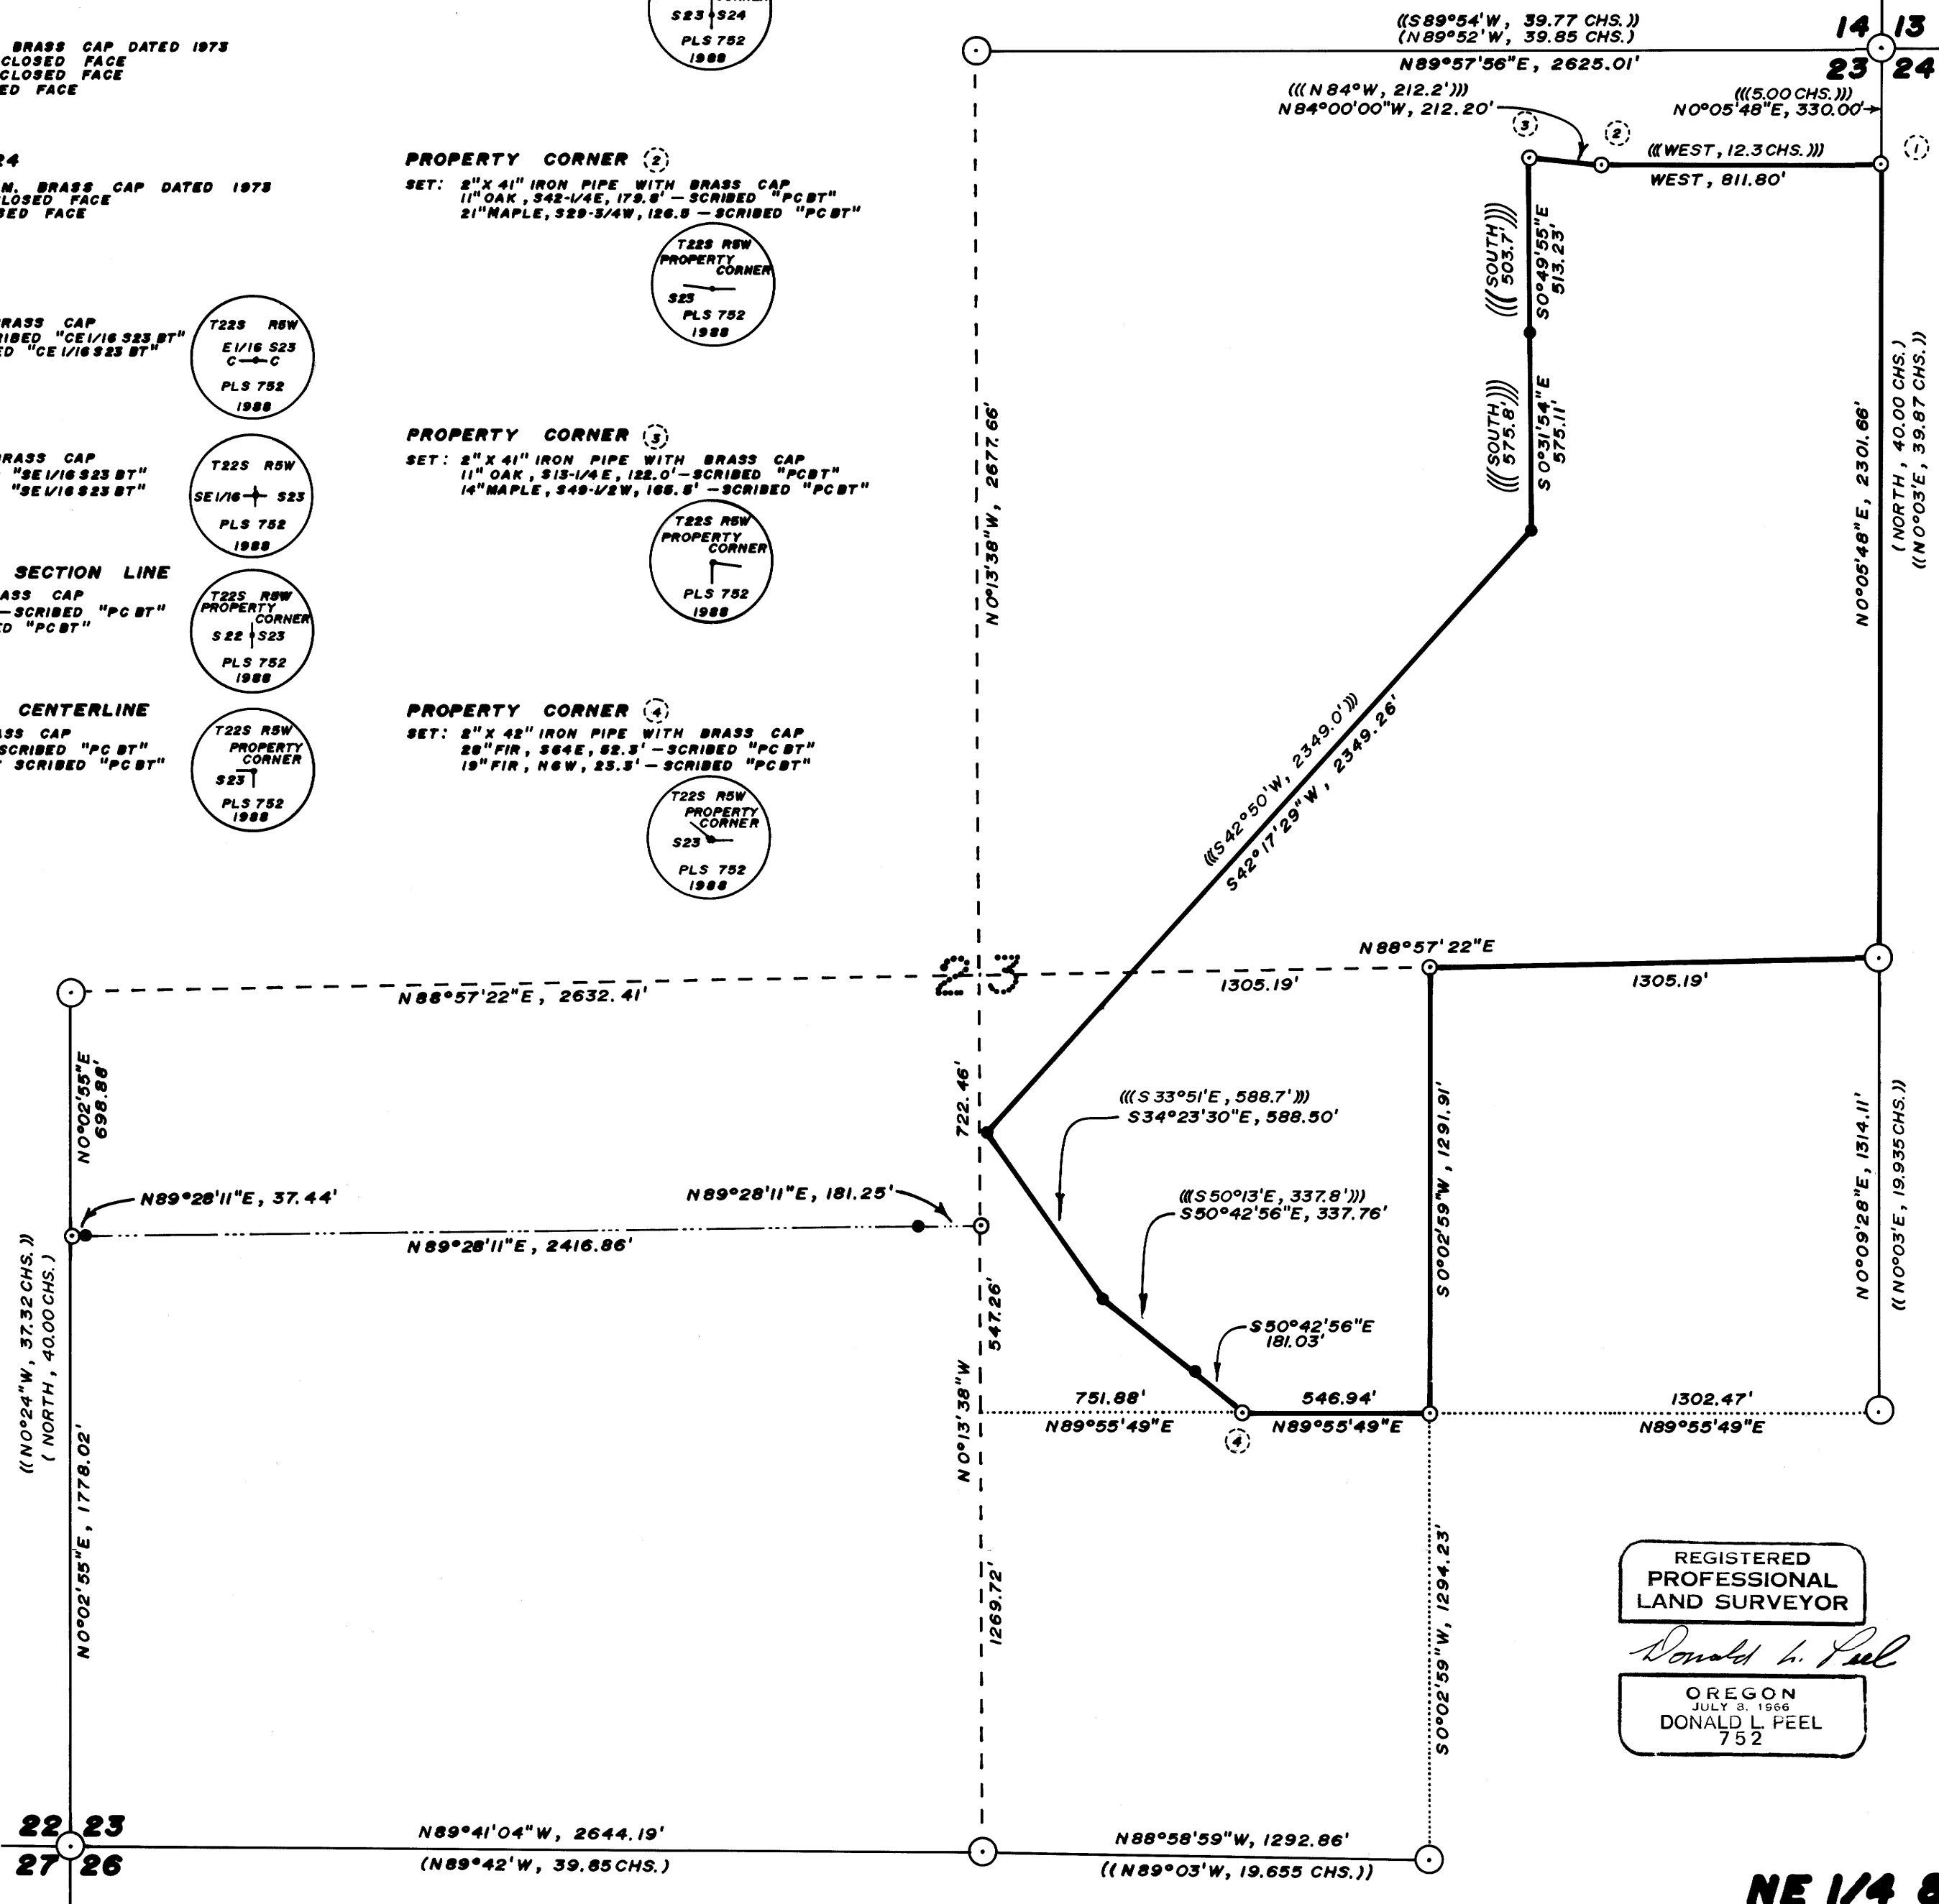 S23 S24
PLS 752
1988
BRASS CAP DATED 1973
CLOSED FACE
CLOSED FACE
ED FACE
24
M. BRASS CAP DATED 1973
LOSED FACE
SED FACE
RASS CAP
RIBED "CE1/16 S23 BT"
ED "CE 1/16 S23 BT"
T22S R5W
E1/16 S23
C C
PLS 752
1988
RASS CAP
"SE1/16 S23 BT"
"SE1/16 S23 BT"
T22S R5W
SE1/16 S23
PLS 752
1988
SECTION LINE
ASS CAP
—SCRIBED "PC BT"
ED "PC BT"
T22S R5W
PROPERTY
CORNER
S22 S23
PLS 752
1988
CENTERLINE
ASS CAP
SCRIBED "PC BT"
SCRIBED "PC BT"
T22S R5W
PROPERTY
CORNER
S23
PLS 752
1988
PROPERTY CORNER 2
SET: 2"X 41" IRON PIPE WITH BRASS CAP
11" OAK, S42-1/4E, 179.8' — SCRIBED "PC BT"
21" MAPLE, S29-3/4W, 126.5 — SCRIBED "PC BT"
T22S R5W
PROPERTY
CORNER
S23
PLS 752
1988
PROPERTY CORNER 3
SET: 2"X 41" IRON PIPE WITH BRASS CAP
11" OAK, S13-1/4E, 122.0'—SCRIBED "PCBT"
14" MAPLE, S49-1/2W, 165.5' —SCRIBED "PCBT"
T22S R5W
PROPERTY
CORNER
PLS 752
1988
PROPERTY CORNER 4
SET: 2"X 42" IRON PIPE WITH BRASS CAP
28" FIR, S64E, 52.3' — SCRIBED "PC BT"
19" FIR, N6W, 23.3' — SCRIBED "PC BT"
T22S R5W
PROPERTY
CORNER
S23
PLS 752
1988
((S89°54'W, 39.77 CHS.))
(N89°52'W, 39.85 CHS.)
N89°57'56"E, 2625.01'
14 13
23 24
(((N84°W, 212.2')))
N84°00'00"W, 212.20'
(((5.00 CHS.)))
N0°05'48"E, 330.00'
3
2
1
(((WEST, 12.3 CHS.)))
WEST, 811.80'
(((SOUTH)))
503.7'
S0°49'55"E
513.23'
(((SOUTH)))
575.8'
S0°31'54"E
575.11'
N0°13'38"W, 2677.66'
N0°05'48"E, 2301.66'
(NORTH, 40.00 CHS.)
((N0°03'E, 39.87 CHS.))
(((S42°50'W, 2349.0')))
S42°17'29"W, 2349.26'
N88°57'22"E
1305.19'
1305.19'
23
N88°57'22"E, 2632.41'
N0°02'55"E
698.88'
722.46'
(((S33°51'E, 588.7')))
S34°23'30"E, 588.50'
(((S50°13'E, 337.8')))
S50°42'56"E, 337.76'
S0°02'59"W, 1291.91'
N0°09'28"E, 1314.11'
((N0°03'E, 19.935CHS.))
N89°28'11"E, 37.44'
N89°28'11"E, 181.25'
N89°28'11"E, 2416.86'
547.26'
S50°42'56"E
181.03'
((N0°24"W, 37.32 CHS.))
(NORTH, 40.00 CHS.)
N0°02'55"E, 1778.02'
N0°13'38"W
751.88'
N89°55'49"E
546.94'
N89°55'49"E
1302.47'
N89°55'49"E
4
1269.72'
S0°02'59"W, 1294.23'
REGISTERED
PROFESSIONAL
LAND SURVEYOR
Donald L. Peel
OREGON
JULY 8, 1966
DONALD L. PEEL
752
22 23
27 26
N89°41'04"W, 2644.19'
(N89°42'W, 39.85CHS.)
N88°58'59"W, 1292.86'
((N89°03'W, 19.655 CHS.))
NE 1/4